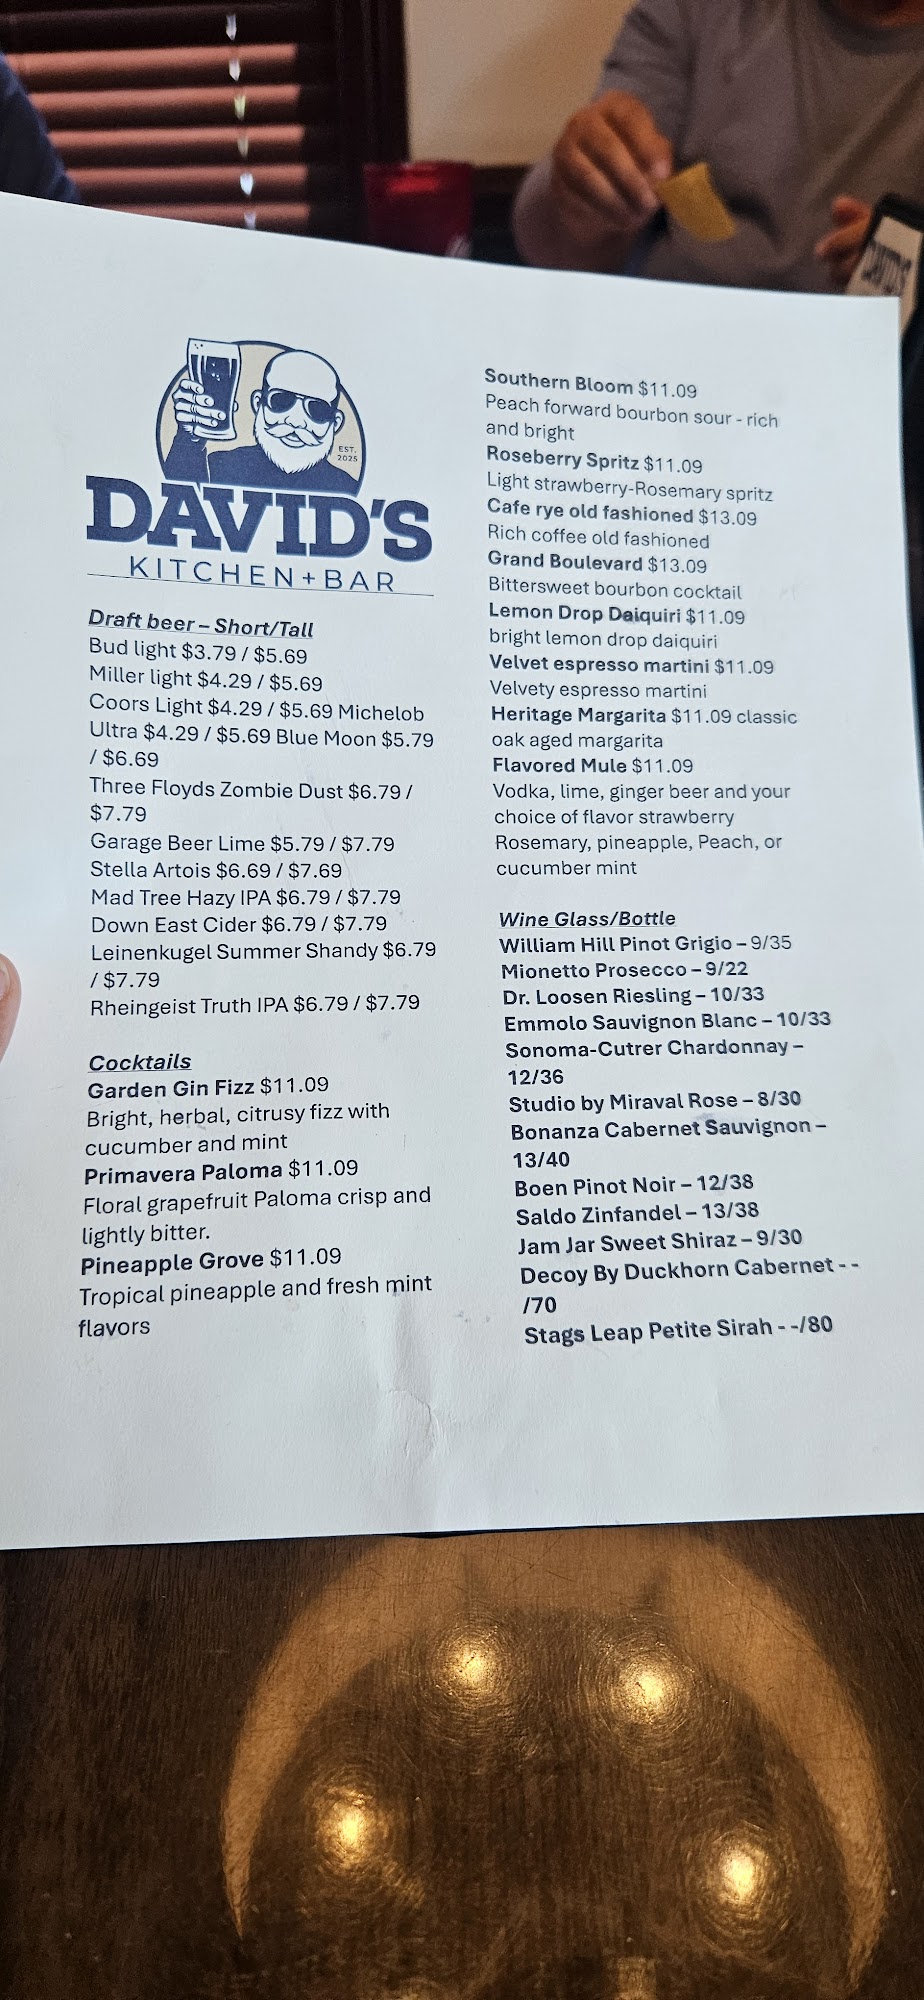 EST.
2025
DAVID'S
KITCHEN+BAR
Draft beer – Short/Tall
Bud light $3.79 / $5.69
Miller light $4.29 / $5.69
Coors Light $4.29 / $5.69 Michelob
Ultra $4.29 / $5.69 Blue Moon $5.79
/ $6.69
Three Floyds Zombie Dust $6.79 /
$7.79
Garage Beer Lime $5.79 / $7.79
Stella Artois $6.69 / $7.69
Mad Tree Hazy IPA $6.79 / $7.79
Down East Cider $6.79 / $7.79
Leinenkugel Summer Shandy $6.79
/ $7.79
Rheingeist Truth IPA $6.79 / $7.79
Cocktails
Garden Gin Fizz $11.09
Bright, herbal, citrusy fizz with
cucumber and mint
Primavera Paloma $11.09
Floral grapefruit Paloma crisp and
lightly bitter.
Pineapple Grove $11.09
Tropical pineapple and fresh mint
flavors
Southern Bloom $11.09
Peach forward bourbon sour - rich
and bright
Roseberry Spritz $11.09
Light strawberry-Rosemary spritz
Cafe rye old fashioned $13.09
Rich coffee old fashioned
Grand Boulevard $13.09
Bittersweet bourbon cocktail
Lemon Drop Daiquiri $11.09
bright lemon drop daiquiri
Velvet espresso martini $11.09
Velvety espresso martini
Heritage Margarita $11.09 classic
oak aged margarita
Flavored Mule $11.09
Vodka, lime, ginger beer and your
choice of flavor strawberry
Rosemary, pineapple, Peach, or
cucumber mint
Wine Glass/Bottle
William Hill Pinot Grigio – 9/35
Mionetto Prosecco – 9/22
Dr. Loosen Riesling – 10/33
Emmolo Sauvignon Blanc – 10/33
Sonoma-Cutrer Chardonnay –
12/36
Studio by Miraval Rose – 8/30
Bonanza Cabernet Sauvignon –
13/40
Boen Pinot Noir – 12/38
Saldo Zinfandel – 13/38
Jam Jar Sweet Shiraz – 9/30
Decoy By Duckhorn Cabernet - -
/70
Stags Leap Petite Sirah - -/80
DAVID'S